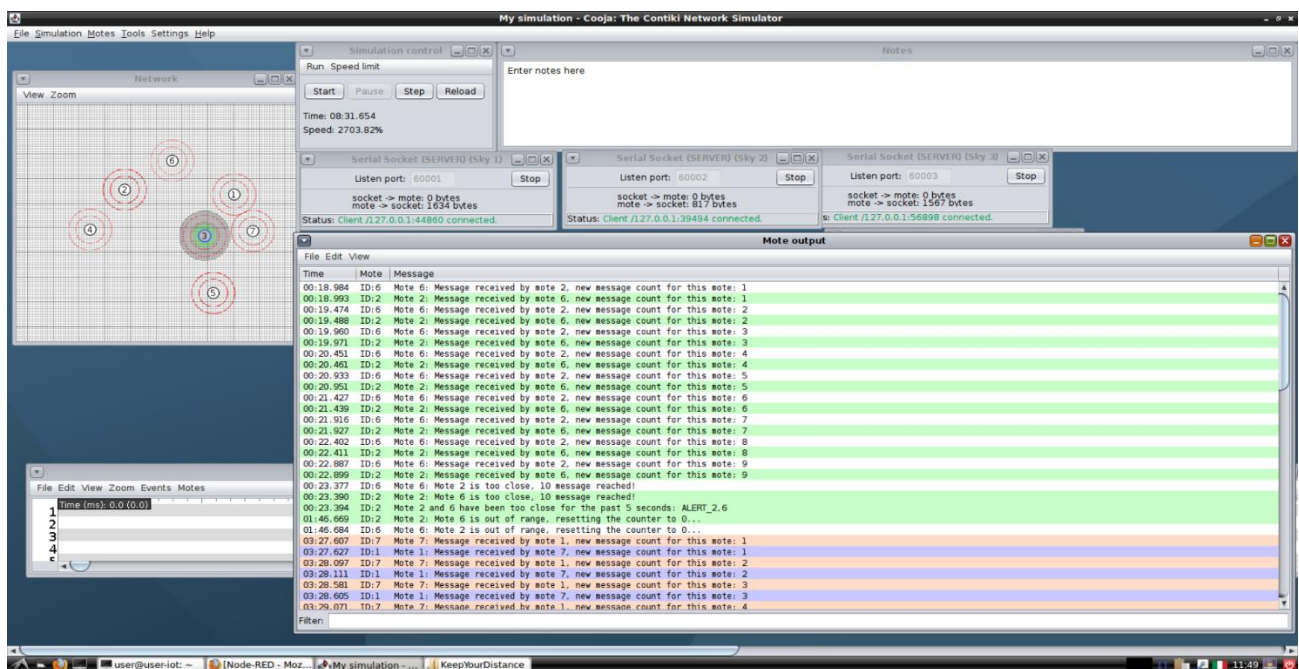 My simulation - Cooja: The Contiki Network Simulator
File Simulation Motes Tools Settings Help
Network
View Zoom
6
2
1
4
3
7
5
Simulation control
Run Speed limit
Start Pause Step Reload
Time: 08:31.654
Speed: 2703.82%
Notes
Enter notes here
Serial Socket (SERVER) (Sky 1)
Listen port: 60001 Stop
socket -> mote: 0 bytes
mote -> socket: 1634 bytes
Status: Client /127.0.0.1:44860 connected.
Serial Socket (SERVER) (Sky 2)
Listen port: 60002 Stop
socket -> mote: 0 bytes
mote -> socket: 817 bytes
Status: Client /127.0.0.1:39494 connected.
Serial Socket (SERVER) (Sky 3)
Listen port: 60003 Stop
socket -> mote: 0 bytes
mote -> socket: 1567 bytes
s: Client /127.0.0.1:56898 connected.
Mote output
File Edit View
Time Mote Message
00:18.984 ID:6 Mote 6: Message received by mote 2, new message count for this mote: 1
00:18.993 ID:2 Mote 2: Message received by mote 6, new message count for this mote: 1
00:19.474 ID:6 Mote 6: Message received by mote 2, new message count for this mote: 2
00:19.488 ID:2 Mote 2: Message received by mote 6, new message count for this mote: 2
00:19.960 ID:6 Mote 6: Message received by mote 2, new message count for this mote: 3
00:19.971 ID:2 Mote 2: Message received by mote 6, new message count for this mote: 3
00:20.451 ID:6 Mote 6: Message received by mote 2, new message count for this mote: 4
00:20.461 ID:2 Mote 2: Message received by mote 6, new message count for this mote: 4
00:20.933 ID:6 Mote 6: Message received by mote 2, new message count for this mote: 5
00:20.951 ID:2 Mote 2: Message received by mote 6, new message count for this mote: 5
00:21.427 ID:6 Mote 6: Message received by mote 2, new message count for this mote: 6
00:21.439 ID:2 Mote 2: Message received by mote 6, new message count for this mote: 6
00:21.916 ID:6 Mote 6: Message received by mote 2, new message count for this mote: 7
00:21.927 ID:2 Mote 2: Message received by mote 6, new message count for this mote: 7
00:22.402 ID:6 Mote 6: Message received by mote 2, new message count for this mote: 8
00:22.411 ID:2 Mote 2: Message received by mote 6, new message count for this mote: 8
00:22.887 ID:6 Mote 6: Message received by mote 2, new message count for this mote: 9
00:22.899 ID:2 Mote 2: Message received by mote 6, new message count for this mote: 9
00:23.377 ID:6 Mote 6: Mote 2 is too close, 10 message reached!
00:23.390 ID:2 Mote 2: Mote 6 is too close, 10 message reached!
00:23.394 ID:2 Mote 2 and 6 have been too close for the past 5 seconds: ALERT_2,6
01:46.669 ID:2 Mote 2: Mote 6 is out of range, resetting the counter to 0...
01:46.684 ID:6 Mote 6: Mote 2 is out of range, resetting the counter to 0...
03:27.607 ID:7 Mote 7: Message received by mote 1, new message count for this mote: 1
03:27.627 ID:1 Mote 1: Message received by mote 7, new message count for this mote: 1
03:28.097 ID:7 Mote 7: Message received by mote 1, new message count for this mote: 2
03:28.111 ID:1 Mote 1: Message received by mote 7, new message count for this mote: 2
03:28.581 ID:7 Mote 7: Message received by mote 1, new message count for this mote: 3
03:28.605 ID:1 Mote 1: Message received by mote 7, new message count for this mote: 3
03:29.071 ID:7 Mote 7: Message received by mote 1, new message count for this mote: 4
Filter:
File Edit View Zoom Events Motes
Time (ms): 0.0 (0.0)
1
2
3
4
user@user-iot: ~
[Node-RED - Moz...
My simulation - ...
KeepYourDistance
11:49